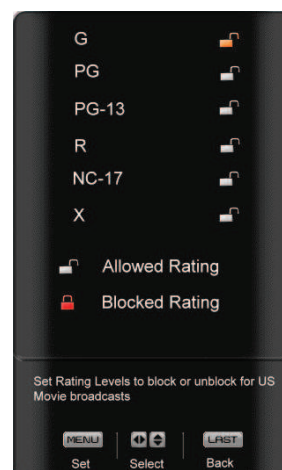 G
PG
PG-13
R
NC-17
X
Allowed Rating
Blocked Rating
Set Rating Levels to block or unblock for US
Movie broadcasts
MENU LAST
Set Select Back